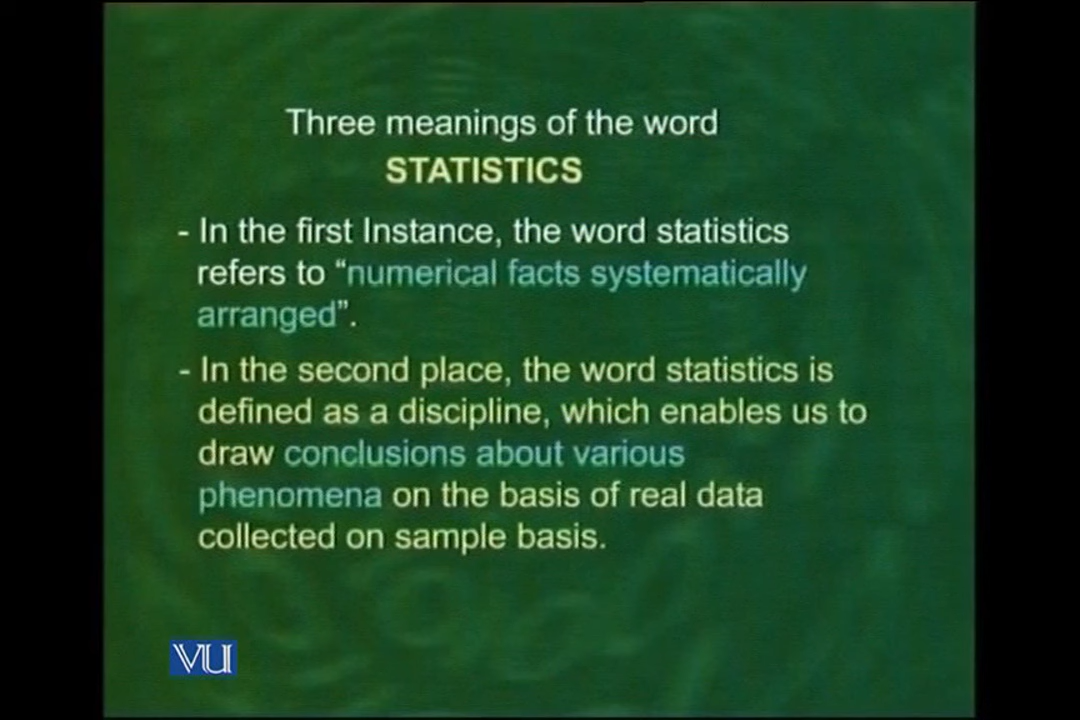 Three meanings of the word
STATISTICS
- In the first Instance, the word statistics
refers to “numerical facts systematically
arranged”.
- In the second place, the word statistics is
defined as a discipline, which enables us to
draw conclusions about various
phenomena on the basis of real data
collected on sample basis.
VU